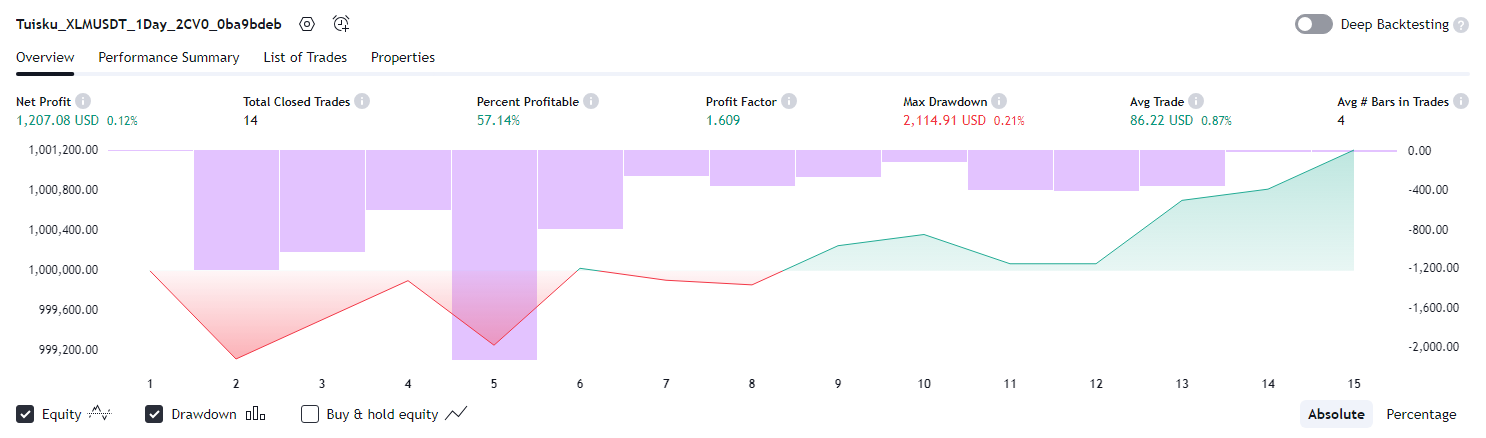 Tuisku_XLMUSDT_1Day_2CV0_0ba9bdeb Deep Backtesting ?
Overview Performance Summary List of Trades Properties
Net Profit i Total Closed Trades i Percent Profitable i Profit Factor i Max Drawdown i Avg Trade i Avg # Bars in Trades i
1,207.08 USD 0.12% 14 57.14% 1.609 2,114.91 USD 0.21% 86.22 USD 0.87% 4
1,001,200.00 0.00
1,000,800.00 -400.00
1,000,400.00 -800.00
1,000,000.00 -1,200.00
999,600.00 -1,600.00
999,200.00 -2,000.00
1 2 3 4 5 6 7 8 9 10 11 12 13 14 15
Equity Drawdown Buy & hold equity Absolute Percentage